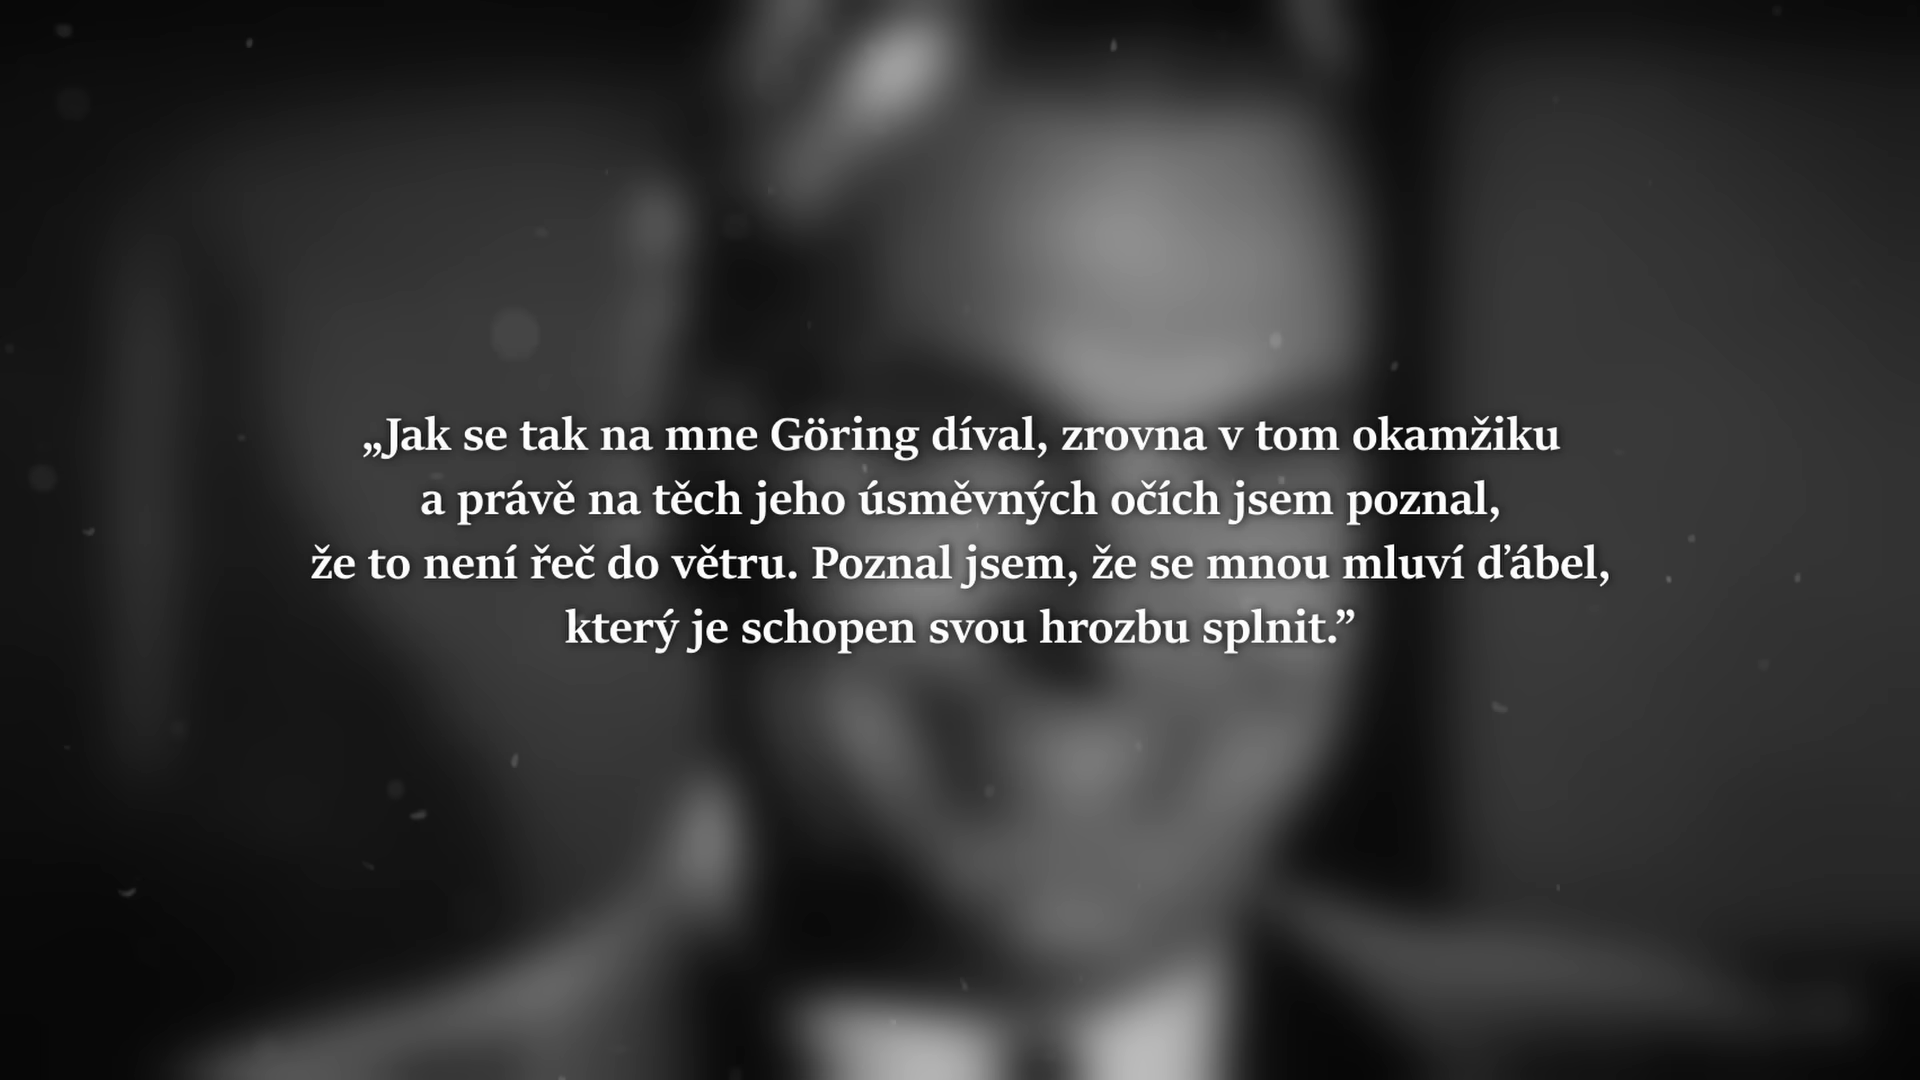 „Jak se tak na mne Göring díval, zrovna v tom okamžiku
a právě na těch jeho úsměvných očích jsem poznal,
že to není řeč do větru. Poznal jsem, že se mnou mluví ďábel,
který je schopen svou hrozbu splnit.”